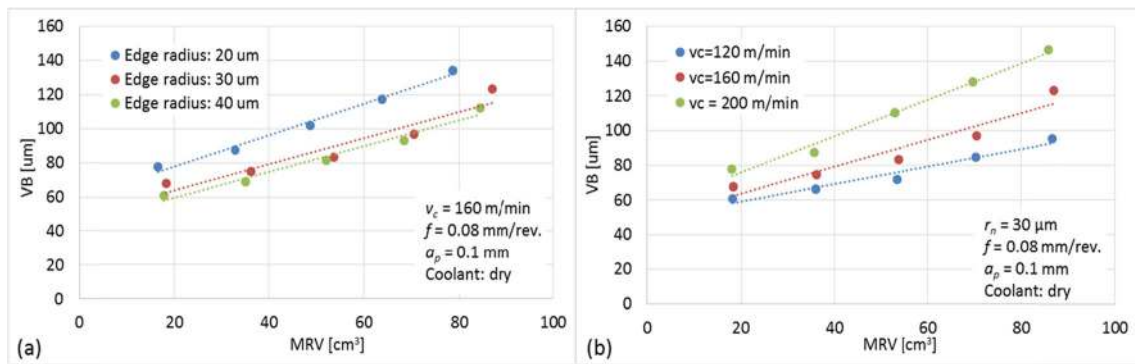 160
140
120
100
80
60
40
20
0
VB [um]
Edge radius: 20 um
Edge radius: 30 um
Edge radius: 40 um
v_c = 160 m/min
f = 0.08 mm/rev.
a_p = 0.1 mm
Coolant: dry
0 20 40 60 80 100
(a)
MRV [cm³]
160
140
120
100
80
60
40
20
0
VB [um]
vc=120 m/min
vc=160 m/min
vc = 200 m/min
r_n = 30 μm
f = 0.08 mm/rev.
a_p = 0.1 mm
Coolant: dry
0 20 40 60 80 100
(b)
MRV [cm³]